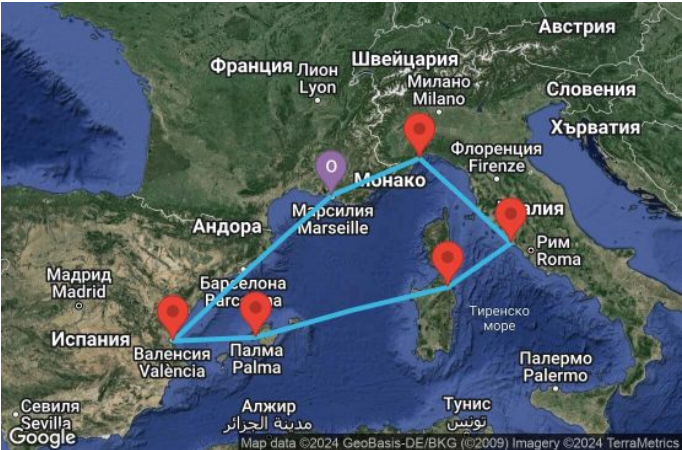 Австрия
Швейцария
Франция
Лион
Lyon
Милано
Milano
Словения
Хърватия
Флоренция
Firenze
О
Монако
Марсилия
Marseille
Италия
Андора
Рим
Roma
Барселона
Barcelona
Мадрид
Madrid
Тиренско
море
Испания
Валенсия
València
Палма
Palma
Палермо
Palermo
Севиля
Sevilla
Алжир
مدينة الجزائر
Тунис
تونس
Google
Map data ©2024 GeoBasis-DE/BKG (©2009) Imagery ©2024 TerraMetrics